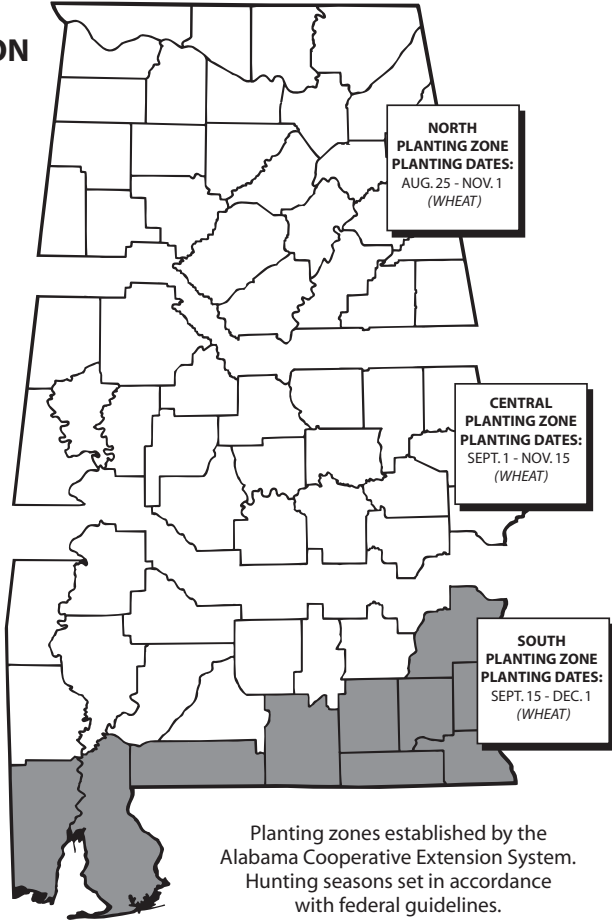 ON
NORTH
PLANTING ZONE
PLANTING DATES:
AUG. 25 - NOV. 1
(WHEAT)
CENTRAL
PLANTING ZONE
PLANTING DATES:
SEPT. 1 - NOV. 15
(WHEAT)
SOUTH
PLANTING ZONE
PLANTING DATES:
SEPT. 15 - DEC. 1
(WHEAT)
Planting zones established by the
Alabama Cooperative Extension System.
Hunting seasons set in accordance
with federal guidelines.